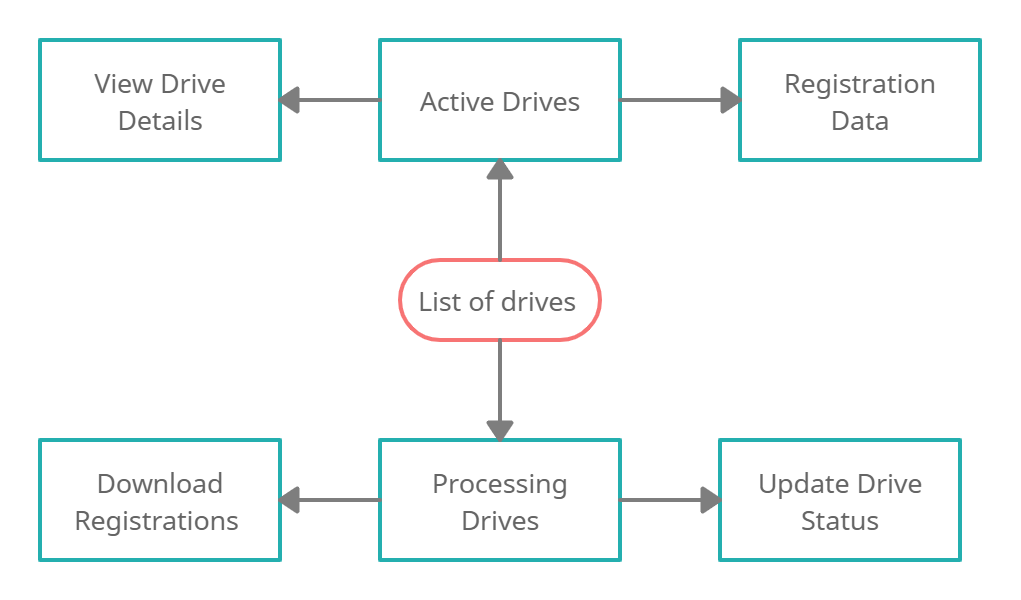 View Drive
Details
Active Drives
Registration
Data
List of drives
Download
Registrations
Processing
Drives
Update Drive
Status